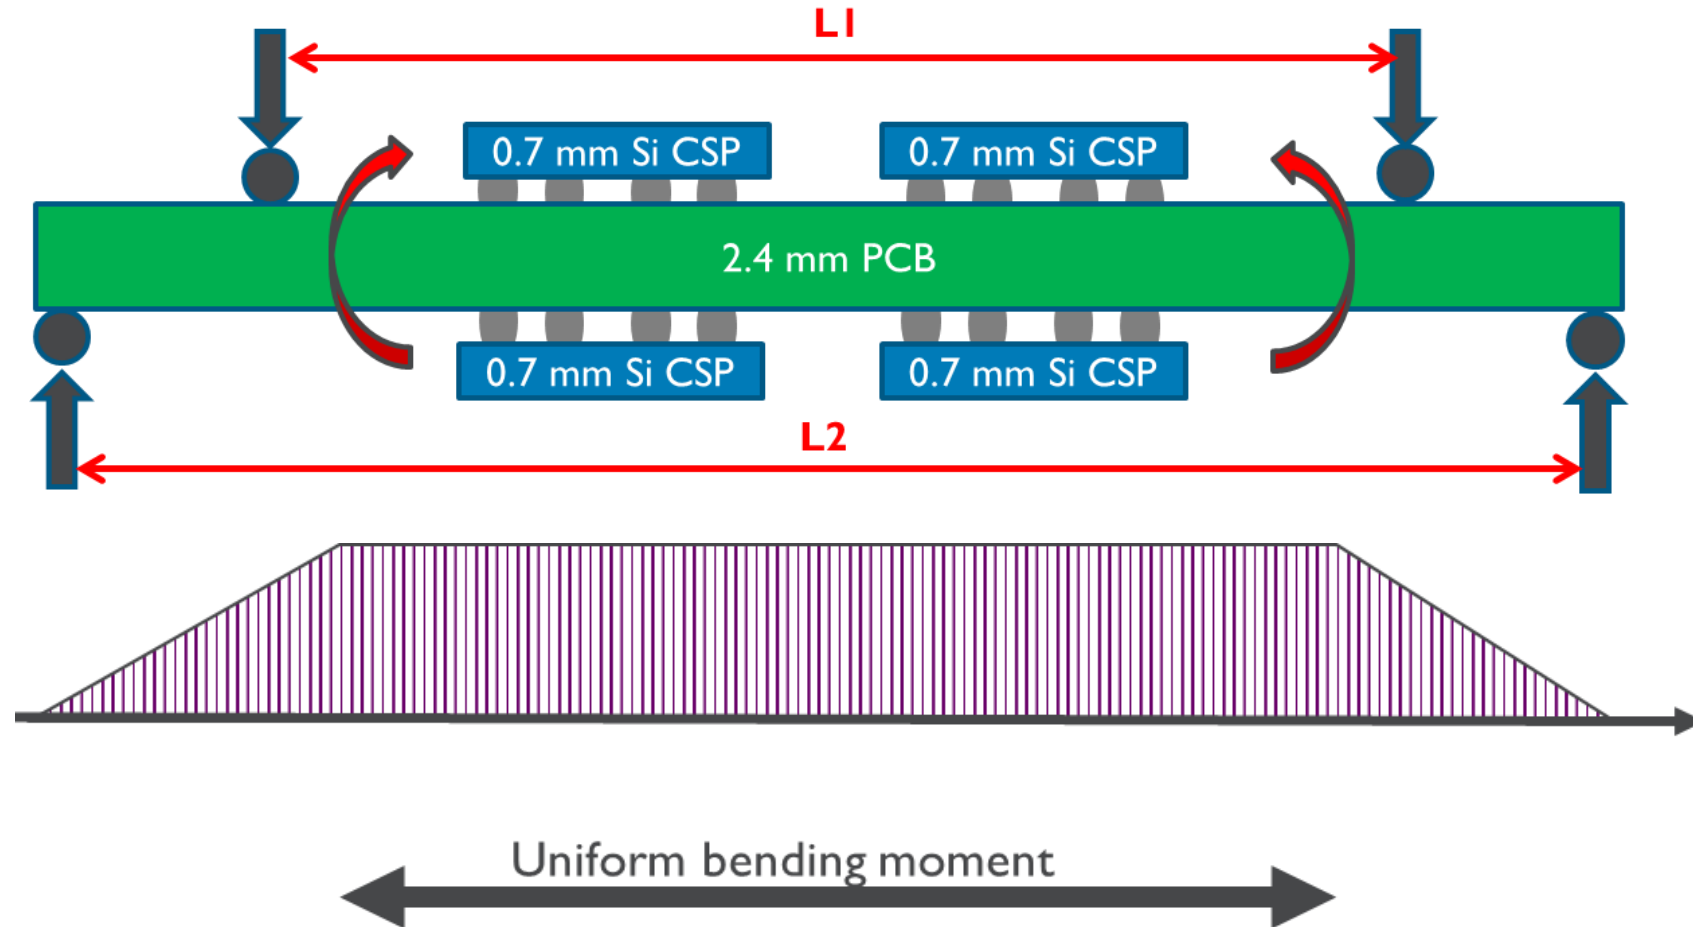 L1
0.7 mm Si CSP
0.7 mm Si CSP
2.4 mm PCB
0.7 mm Si CSP
0.7 mm Si CSP
L2
Uniform bending moment